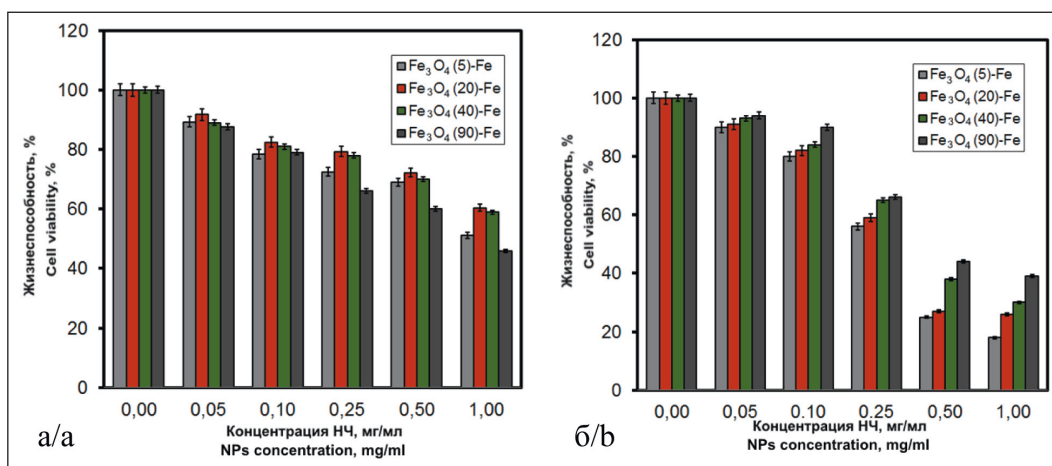 120
100
80
60
40
20
0
Жизнеспособность, %
Cell viability, %
Fe₃O₄ (5)-Fe
Fe₃O₄ (20)-Fe
Fe₃O₄ (40)-Fe
Fe₃O₄ (90)-Fe
0,00 0,05 0,10 0,25 0,50 1,00
Концентрация НЧ, мг/мл
NPs concentration, mg/ml
а/a
120
100
80
60
40
20
0
Жизнеспособность, %
Cell viability, %
Fe₃O₄ (5)-Fe
Fe₃O₄ (20)-Fe
Fe₃O₄ (40)-Fe
Fe₃O₄ (90)-Fe
0,00 0,05 0.10 0.25 0,50 1,00
Концентрация НЧ, мг/мл
NPs concentration, mg/ml
б/b